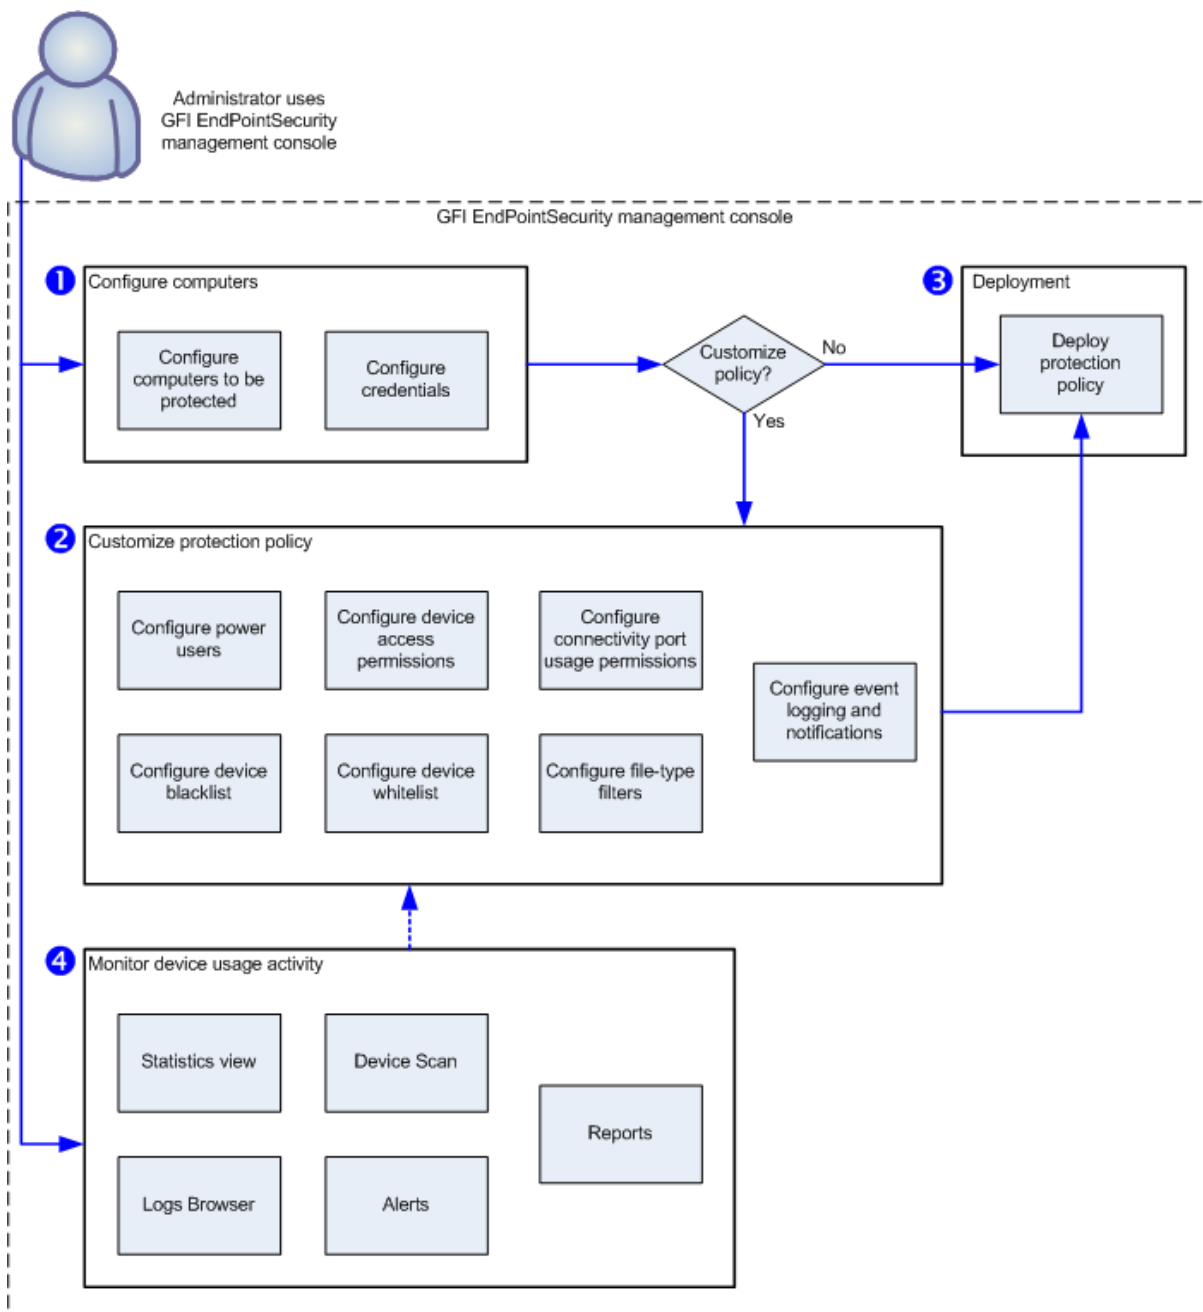 Administrator uses
GFI EndPointSecurity
management console
GFI EndPointSecurity management console
1
Configure computers
Configure
computers to be
protected
Configure
credentials
Customize
policy?
No
Yes
3
Deployment
Deploy
protection
policy
2
Customize protection policy
Configure power
users
Configure device
access
permissions
Configure
connectivity port
usage permissions
Configure event
logging and
notifications
Configure device
blacklist
Configure device
whitelist
Configure file-type
filters
4
Monitor device usage activity
Statistics view
Device Scan
Reports
Logs Browser
Alerts